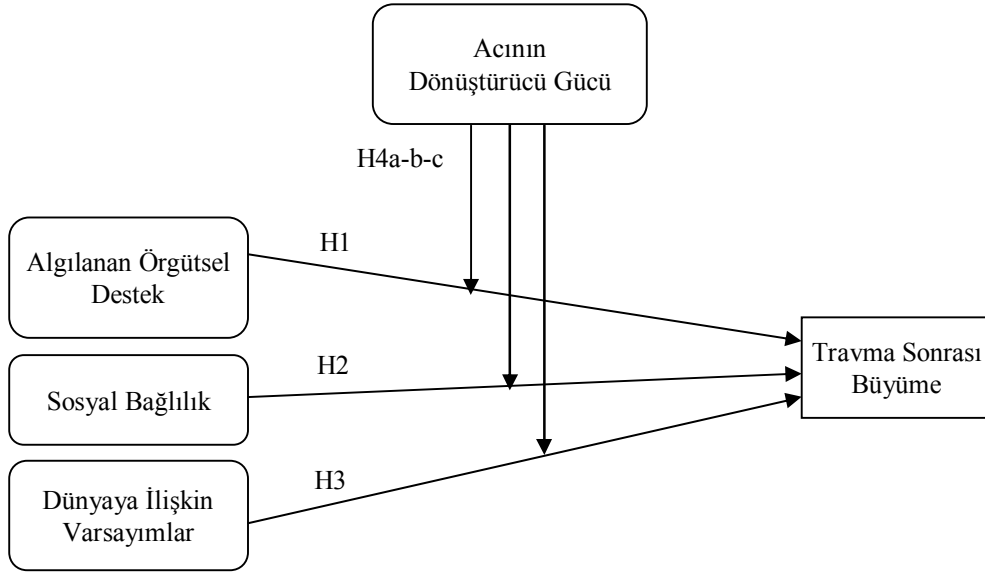 Acının
Dönüştürücü Gücü
H4a-b-c
H1
Algılanan Örgütsel
Destek
H2
Sosyal Bağlılık
Travma Sonrası
Büyüme
H3
Dünyaya İlişkin
Varsayımlar